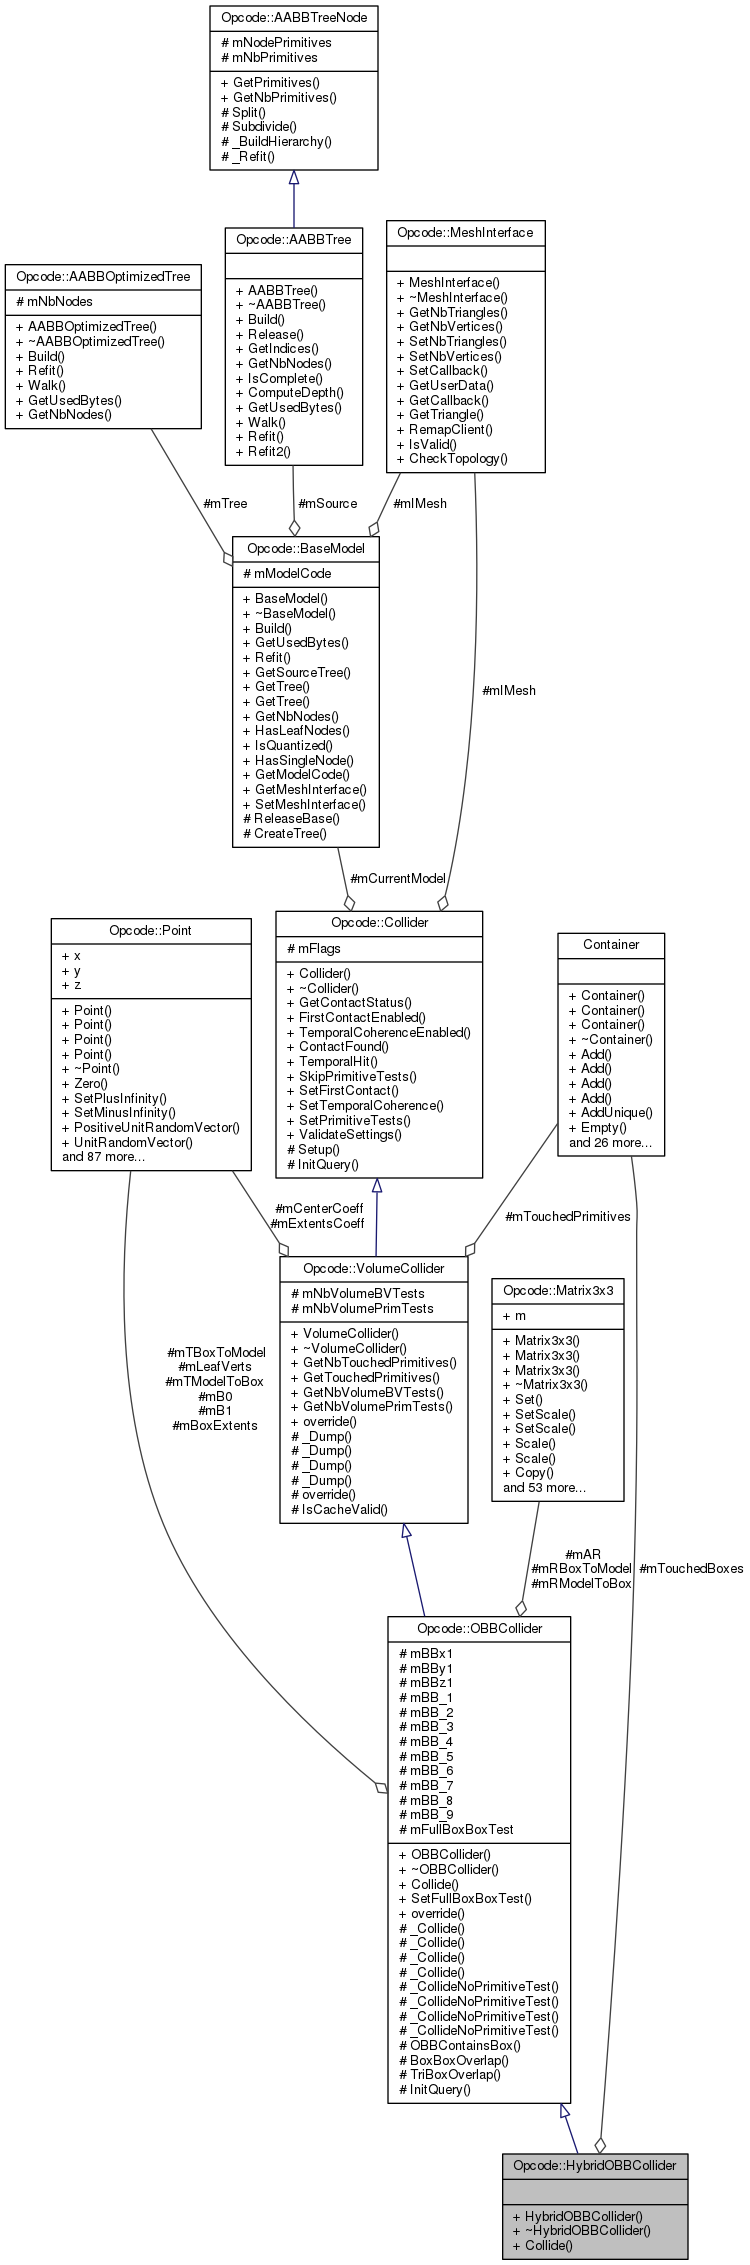 Opcode::AABBTreeNode
# mNodePrimitives
# mNbPrimitives
+ GetPrimitives()
+ GetNbPrimitives()
# Split()
# Subdivide()
# _BuildHierarchy()
# _Refit()
Opcode::AABBOptimizedTree
# mNbNodes
+ AABBOptimizedTree()
+ ~AABBOptimizedTree()
+ Build()
+ Refit()
+ Walk()
+ GetUsedBytes()
+ GetNbNodes()
Opcode::AABBTree
+ AABBTree()
+ ~AABBTree()
+ Build()
+ Release()
+ GetIndices()
+ GetNbNodes()
+ IsComplete()
+ ComputeDepth()
+ GetUsedBytes()
+ Walk()
+ Refit()
+ Refit2()
Opcode::MeshInterface
+ MeshInterface()
+ ~MeshInterface()
+ GetNbTriangles()
+ GetNbVertices()
+ SetNbTriangles()
+ SetNbVertices()
+ SetCallback()
+ GetUserData()
+ GetCallback()
+ GetTriangle()
+ RemapClient()
+ IsValid()
+ CheckTopology()
#mTree
#mSource
#mIMesh
Opcode::BaseModel
# mModelCode
+ BaseModel()
+ ~BaseModel()
+ Build()
+ GetUsedBytes()
+ Refit()
+ GetSourceTree()
+ GetTree()
+ GetTree()
+ GetNbNodes()
+ HasLeafNodes()
+ IsQuantized()
+ HasSingleNode()
+ GetModelCode()
+ GetMeshInterface()
+ SetMeshInterface()
# ReleaseBase()
# CreateTree()
#mIMesh
#mCurrentModel
Opcode::Point
+ x
+ y
+ z
+ Point()
+ Point()
+ Point()
+ Point()
+ ~Point()
+ Zero()
+ SetPlusInfinity()
+ SetMinusInfinity()
+ PositiveUnitRandomVector()
+ UnitRandomVector()
and 87 more...
Opcode::Collider
# mFlags
+ Collider()
+ ~Collider()
+ GetContactStatus()
+ FirstContactEnabled()
+ TemporalCoherenceEnabled()
+ ContactFound()
+ TemporalHit()
+ SkipPrimitiveTests()
+ SetFirstContact()
+ SetTemporalCoherence()
+ SetPrimitiveTests()
+ ValidateSettings()
# Setup()
# InitQuery()
Container
+ Container()
+ Container()
+ Container()
+ ~Container()
+ Add()
+ Add()
+ Add()
+ Add()
+ AddUnique()
+ Empty()
and 26 more...
#mCenterCoeff
#mExtentsCoeff
#mTouchedPrimitives
Opcode::VolumeCollider
# mNbVolumeBVTests
# mNbVolumePrimTests
+ VolumeCollider()
+ ~VolumeCollider()
+ GetNbTouchedPrimitives()
+ GetTouchedPrimitives()
+ GetNbVolumeBVTests()
+ GetNbVolumePrimTests()
+ override()
# _Dump()
# _Dump()
# _Dump()
# _Dump()
# override()
# IsCacheValid()
Opcode::Matrix3x3
+ m
+ Matrix3x3()
+ Matrix3x3()
+ Matrix3x3()
+ ~Matrix3x3()
+ Set()
+ SetScale()
+ SetScale()
+ Scale()
+ Scale()
+ Copy()
and 53 more...
#mTBoxToModel
#mLeafVerts
#mTModelToBox
#mB0
#mB1
#mBoxExtents
#mAR
#mRBoxToModel
#mRModelToBox
#mTouchedBoxes
Opcode::OBBCollider
# mBBx1
# mBBy1
# mBBz1
# mBB_1
# mBB_2
# mBB_3
# mBB_4
# mBB_5
# mBB_6
# mBB_7
# mBB_8
# mBB_9
# mFullBoxBoxTest
+ OBBCollider()
+ ~OBBCollider()
+ Collide()
+ SetFullBoxBoxTest()
+ override()
# _Collide()
# _Collide()
# _Collide()
# _Collide()
# _CollideNoPrimitiveTest()
# _CollideNoPrimitiveTest()
# _CollideNoPrimitiveTest()
# _CollideNoPrimitiveTest()
# OBBContainsBox()
# BoxBoxOverlap()
# TriBoxOverlap()
# InitQuery()
Opcode::HybridOBBCollider
+ HybridOBBCollider()
+ ~HybridOBBCollider()
+ Collide()